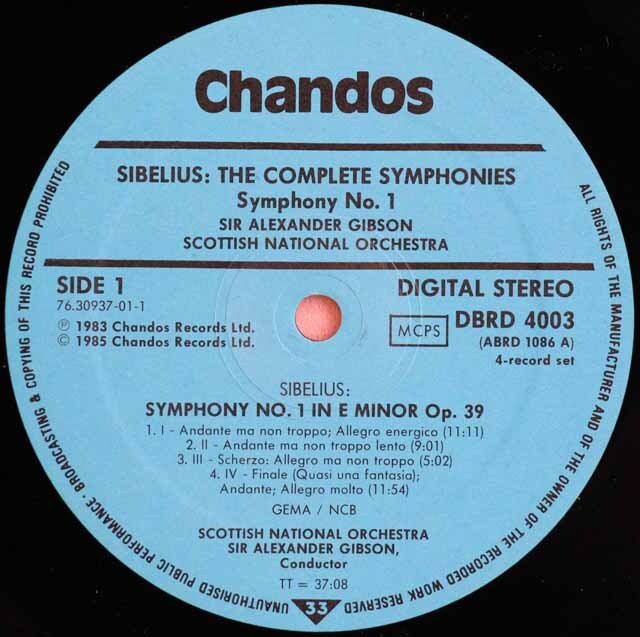 Chandos
SIBELIUS: THE COMPLETE SYMPHONIES
Symphony No. 1
SIR ALEXANDER GIBSON
SCOTTISH NATIONAL ORCHESTRA
SIDE 1
76.30937-01-1
℗ 1983 Chandos Records Ltd.
© 1985 Chandos Records Ltd.
DIGITAL STEREO
MCPS
DBRD 4003
(ABRD 1086 A)
4-record set
SIBELIUS:
SYMPHONY NO. 1 IN E MINOR Op. 39
1. I - Andante ma non troppo; Allegro energico (11:11)
2. II - Andante ma non troppo lento (9:01)
3. III - Scherzo: Allegro ma non troppo (5:02)
4. IV - Finale (Quasi una fantasia);
Andante; Allegro molto (11:54)
GEMA / NCB
SCOTTISH NATIONAL ORCHESTRA
SIR ALEXANDER GIBSON,
Conductor
TT = 37:08
33
ALL RIGHTS OF THE MANUFACTURER AND OF THE OWNER OF THE RECORDED WORK RESERVED
UNAUTHORISED PUBLIC PERFORMANCE· BROADCASTING & COPYING OF THIS RECORD PROHIBITED